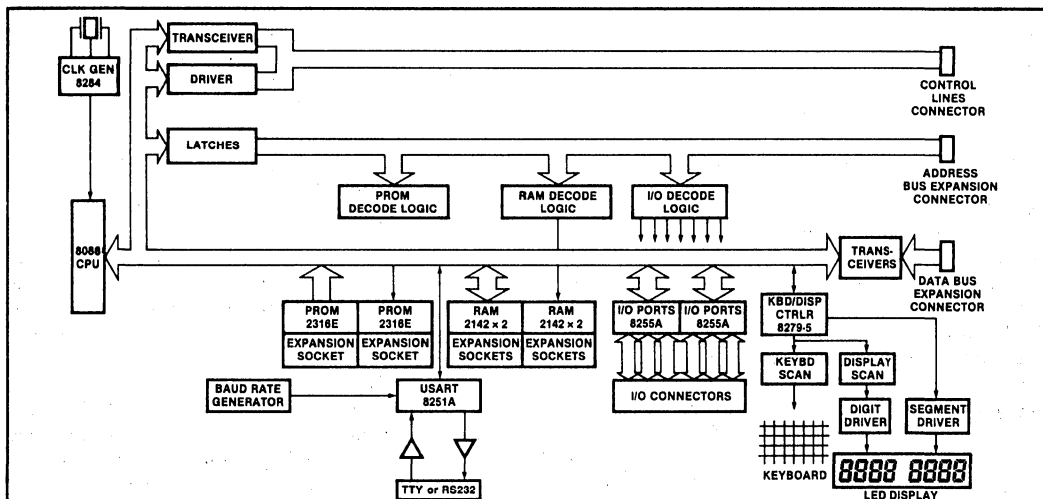 TRANSCEIVER
CLK GEN
8284
DRIVER
CONTROL
LINES
CONNECTOR
LATCHES
ADDRESS
BUS EXPANSION
CONNECTOR
PROM
DECODE LOGIC
RAM DECODE
LOGIC
I/O DECODE
LOGIC
8086
CPU
TRANS-
CEIVERS
DATA BUS
EXPANSION
CONNECTOR
PROM
2316E
PROM
2316E
RAM
2142 × 2
RAM
2142 × 2
I/O PORTS
8255A
I/O PORTS
8255A
KBD/DISP
CTRLR
8279-5
EXPANSION
SOCKET
EXPANSION
SOCKET
EXPANSION
SOCKETS
EXPANSION
SOCKETS
KEYBD
SCAN
DISPLAY
SCAN
BAUD RATE
GENERATOR
USART
8251A
I/O CONNECTORS
DIGIT
DRIVER
SEGMENT
DRIVER
KEYBOARD
8888 8888
TTY or RS232
LED DISPLAY